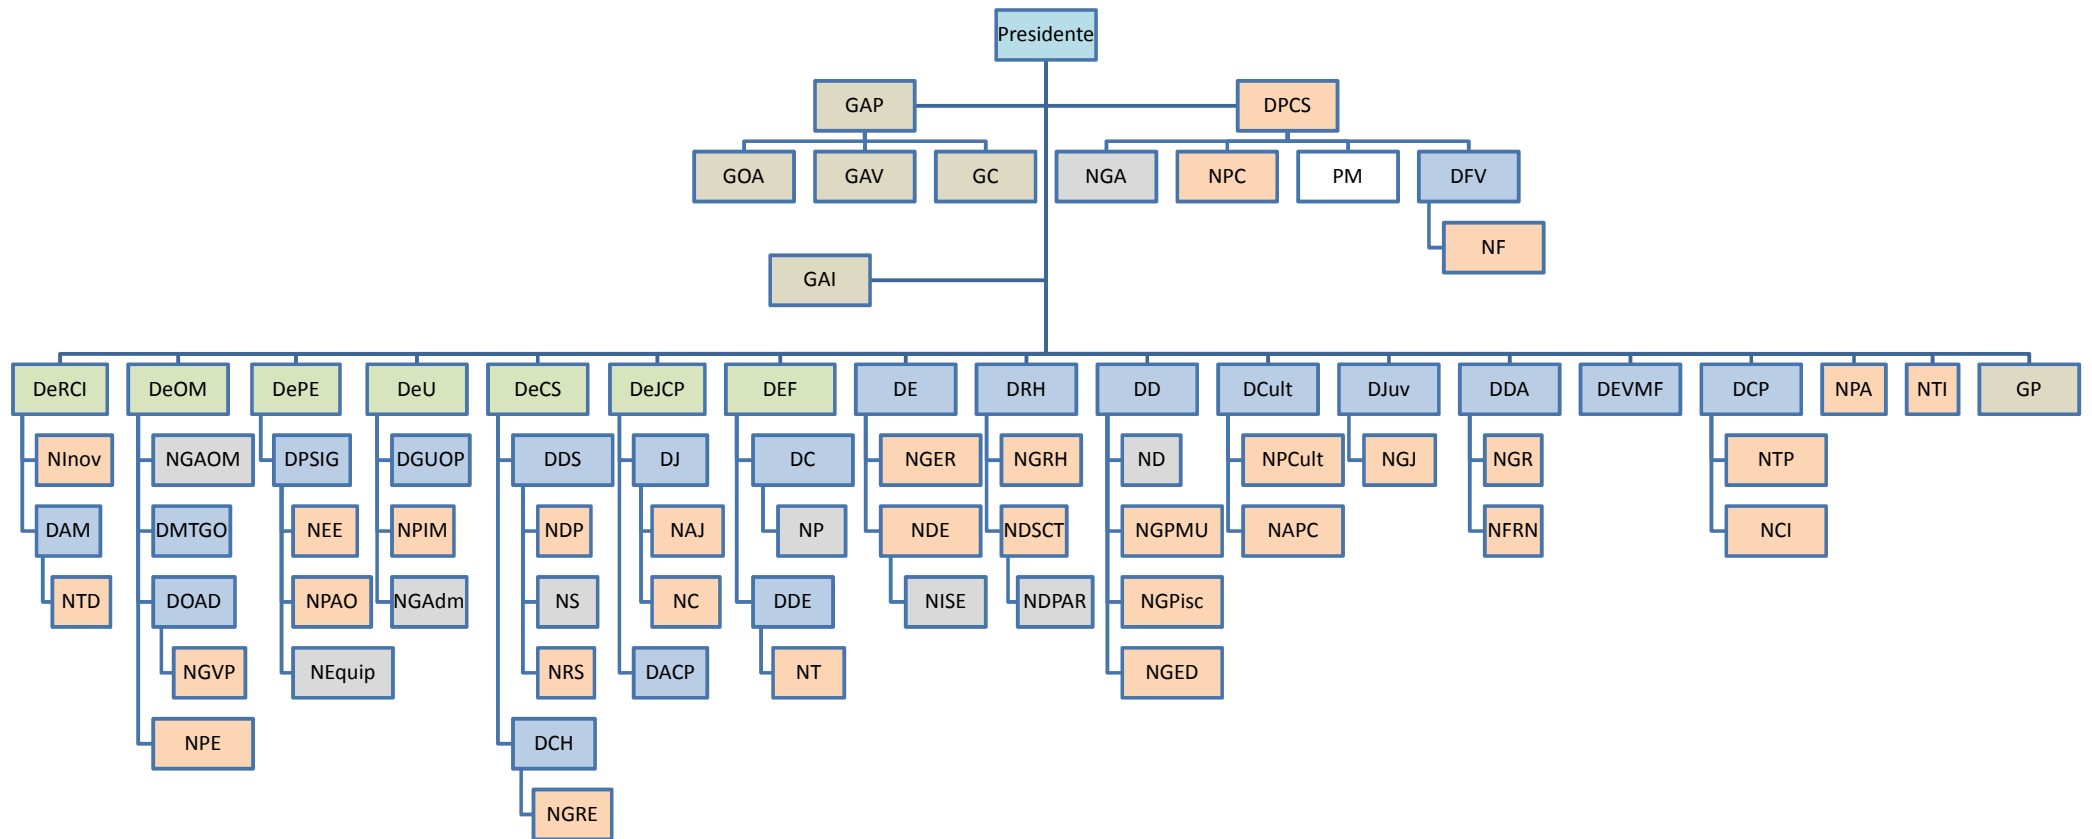 Presidente
GAP
DPCS
GOA
GAV
GC
NGA
NPC
PM
DFV
NF
GAI
DeRCI
DeOM
DePE
DeU
DeCS
DeJCP
DEF
DE
DRH
DD
DCult
DJuv
DDA
DEVMF
DCP
NPA
NTI
GP
NInov
NGAOM
DPSIG
DGUOP
DDS
DJ
DC
NGER
NGRH
ND
NPCult
NGJ
NGR
NTP
DAM
DMTGO
NEE
NPIM
NDP
NAJ
NP
NDE
NDSCT
NGPMU
NAPC
NFRN
NCI
NTD
DOAD
NPAO
NGAdm
NS
NC
DDE
NISE
NDPAR
NGPisc
NGVP
NEquip
NRS
DACP
NT
NGED
NPE
DCH
NGRE